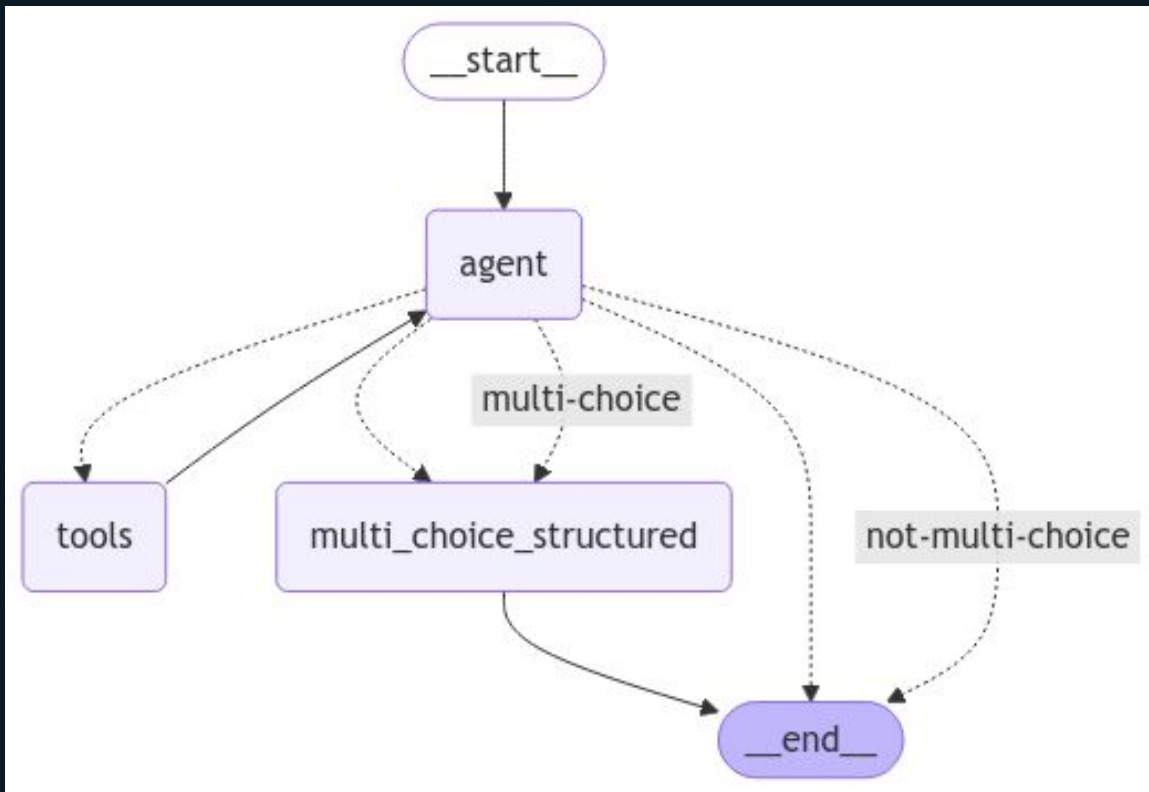 __start__
agent
multi-choice
tools
multi_choice_structured
not-multi-choice
__end__